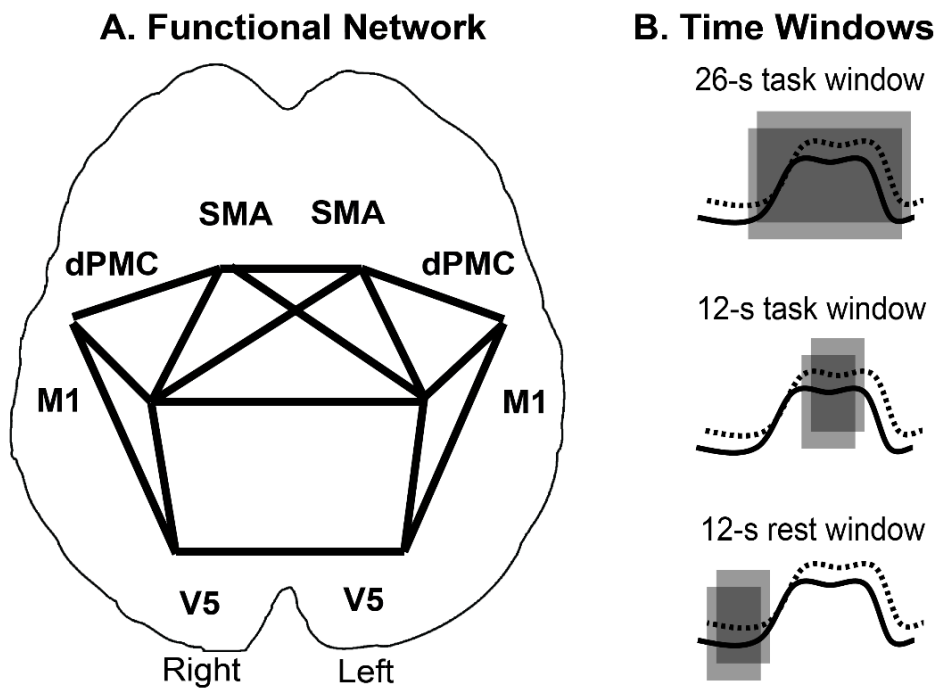 A. Functional Network
SMA SMA
dPMC dPMC
M1 M1
V5 V5
Right Left
B. Time Windows
26-s task window
12-s task window
12-s rest window